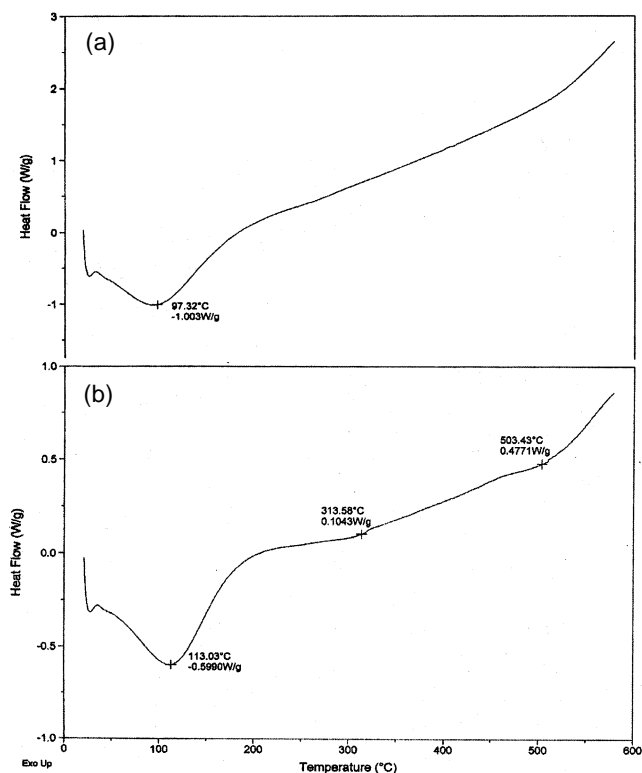 (a)
3
2
1
0
-1
Heat Flow (W/g)
97.32°C
-1.003W/g
(b)
1.0
0.5
0.0
-0.5
-1.0
Heat Flow (W/g)
503.43°C
0.4771W/g
313.58°C
0.1043W/g
113.03°C
-0.5990W/g
0 100 200 300 400 500 600
Exo Up
Temperature (°C)